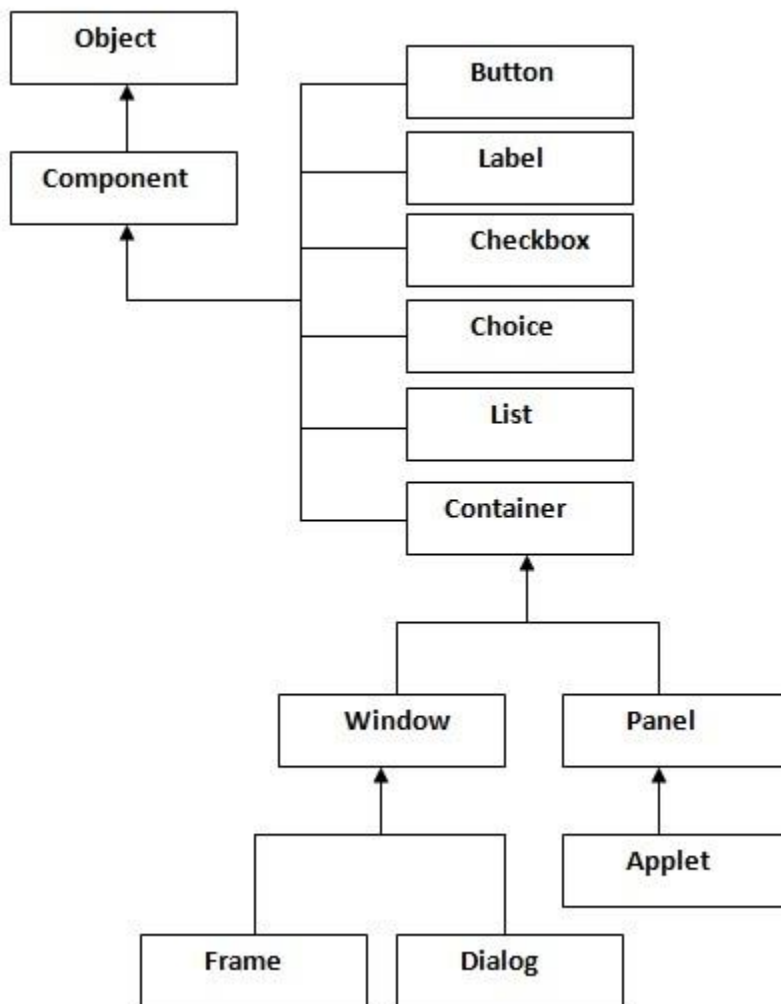 Object
Component
Button
Label
Checkbox
Choice
List
Container
Window
Panel
Applet
Frame
Dialog